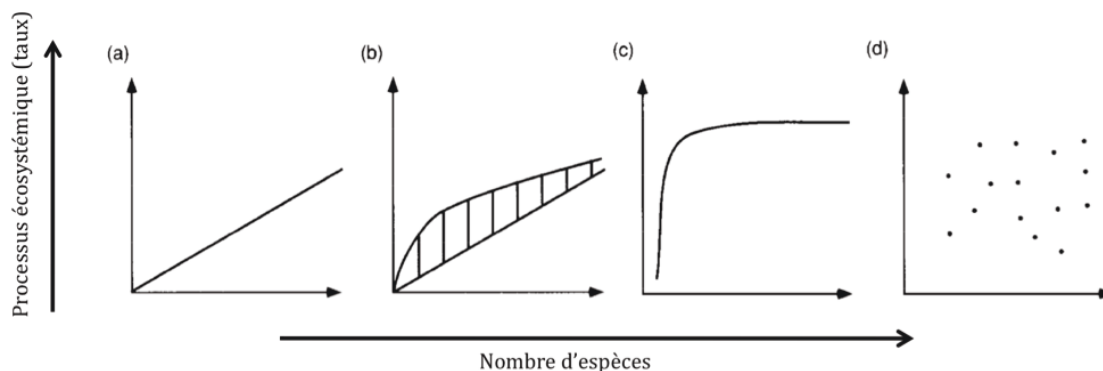 Processus écosystémique (taux)
(a)
(b)
(c)
(d)
Nombre d'espèces